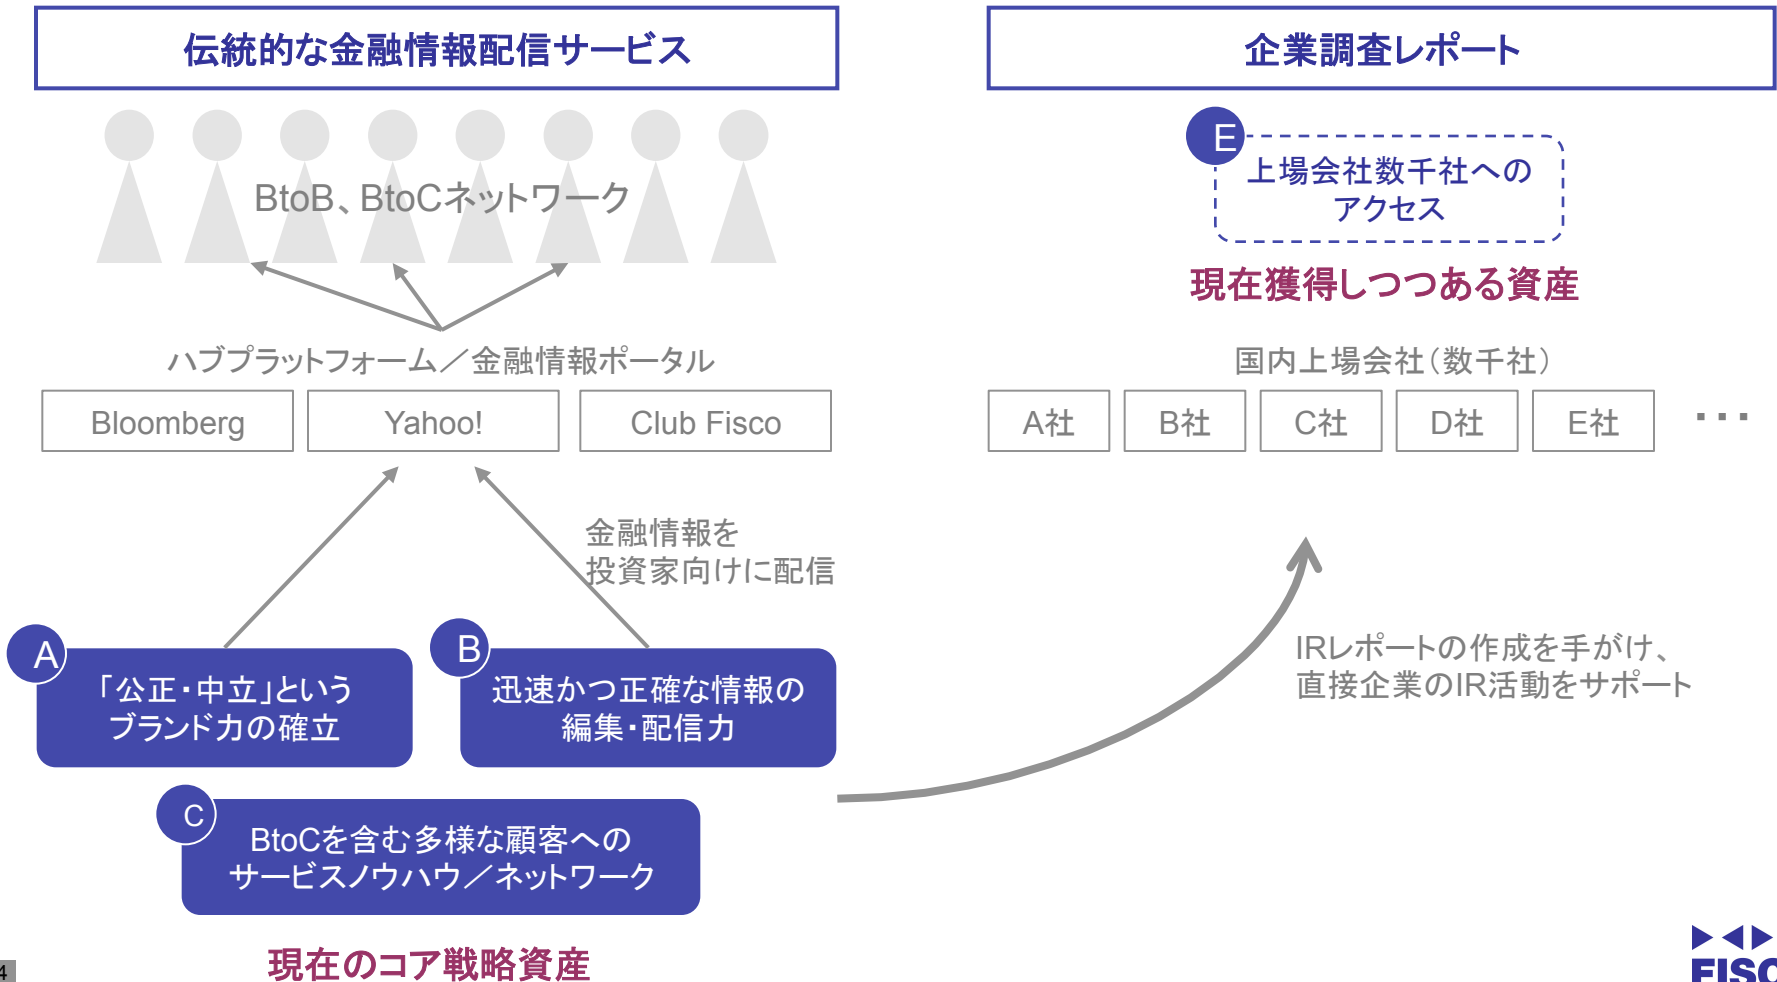 伝統的な金融情報配信サービス
BtoB、BtoCネットワーク
ハブプラットフォーム／金融情報ポータル
Bloomberg
Yahoo!
Club Fisco
金融情報を
投資家向けに配信
A
「公正・中立」という
ブランド力の確立
B
迅速かつ正確な情報の
編集・配信力
C
BtoCを含む多様な顧客への
サービスノウハウ／ネットワーク
現在のコア戦略資産
企業調査レポート
E
上場会社数千社への
アクセス
現在獲得しつつある資産
国内上場会社（数千社）
A社
B社
C社
D社
E社
・・・
IRレポートの作成を手がけ、
直接企業のIR活動をサポート
4